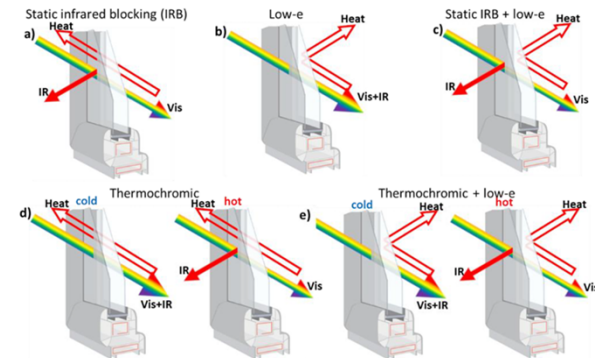 Static infrared blocking (IRB)
Low-e
Static IRB + low-e
a)
Heat
IR
Vis
b)
Heat
Vis+IR
c)
Heat
IR
Vis
Thermochromic
Thermochromic + low-e
d)
Heat
cold
Vis+IR
Heat
hot
IR
Vis
e)
cold
Heat
Vis+IR
hot
Heat
IR
Vis